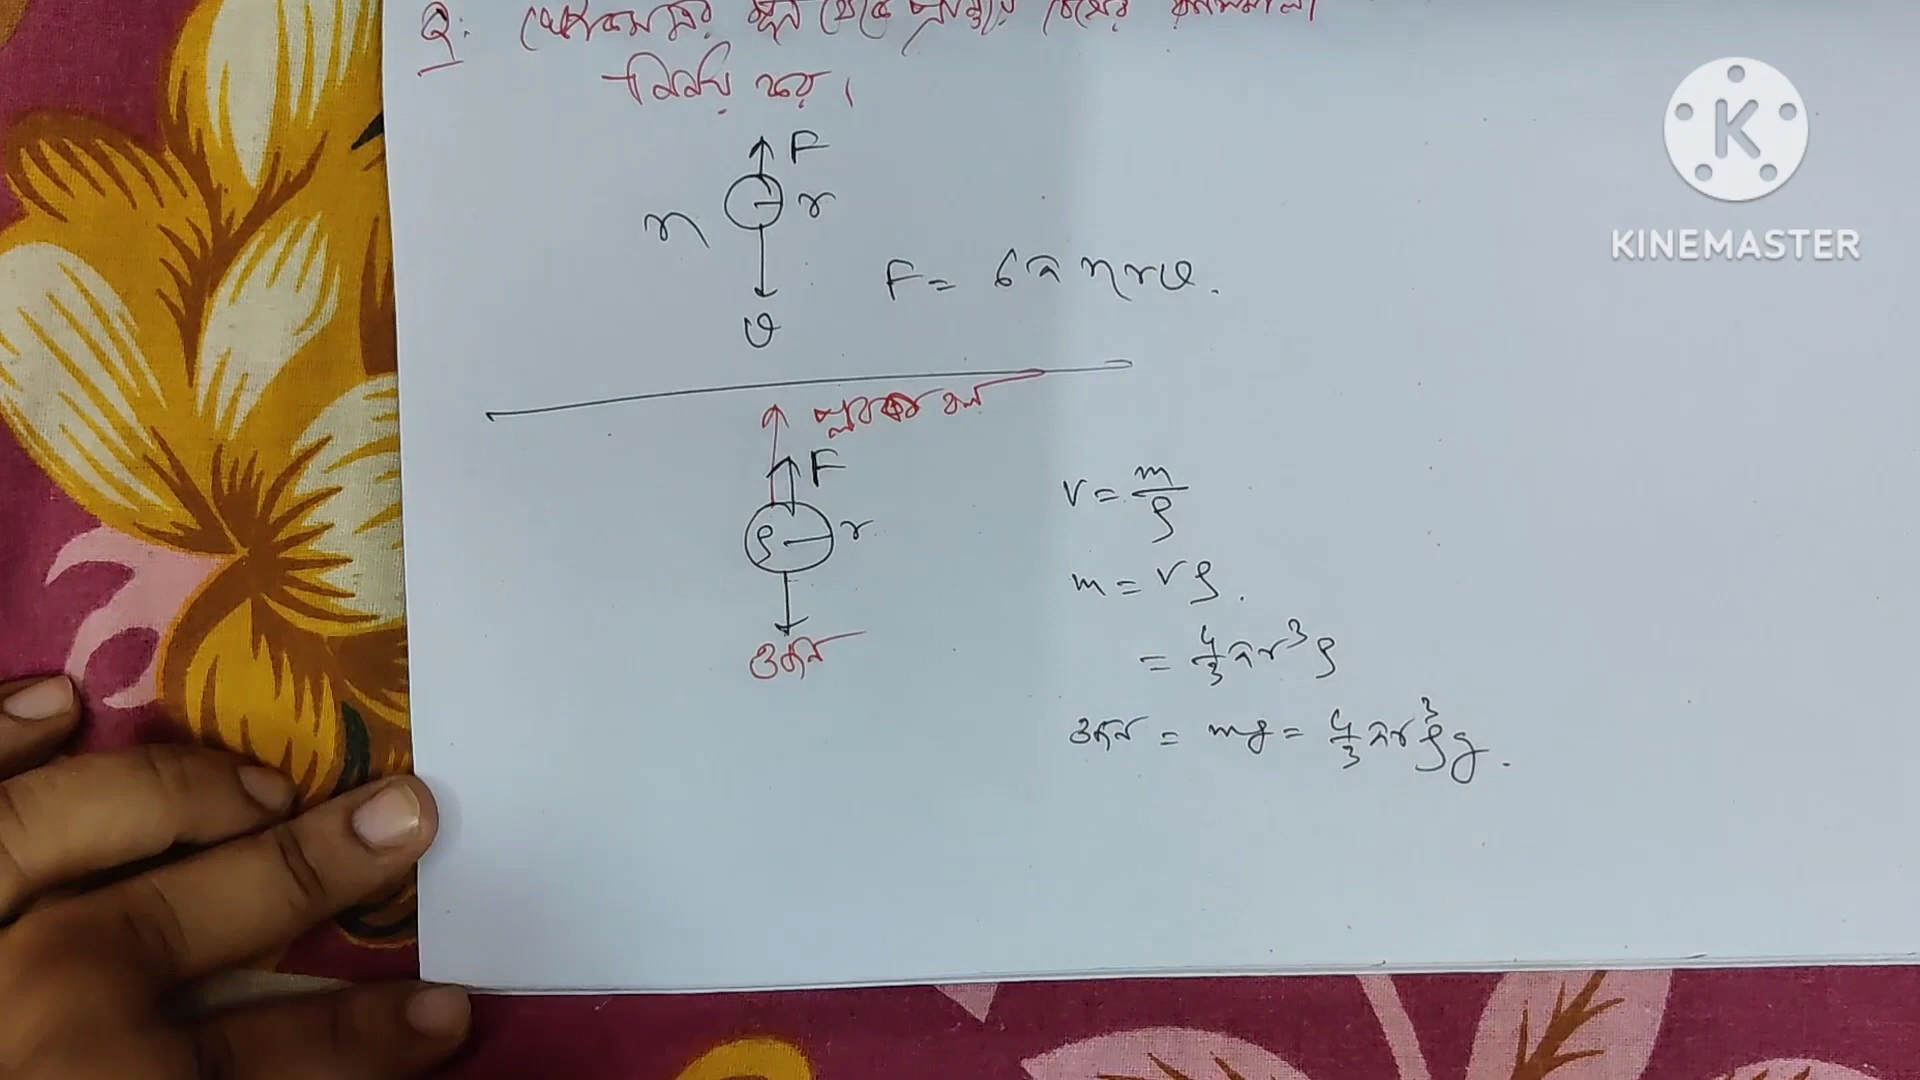 Q: স্টোকসের সূত্র থেকে প্রান্তীয় বেগের রাশিমালা
নির্ণয় কর।
F
r
η
F = 6πηrv.
v
প্লবতা বল
F
ρ
r
ওজন
V = m/ρ
m = Vρ.
= 4/3 πr³ρ
ওজন = mg = 4/3 πr³ρg.
K
KINEMASTER